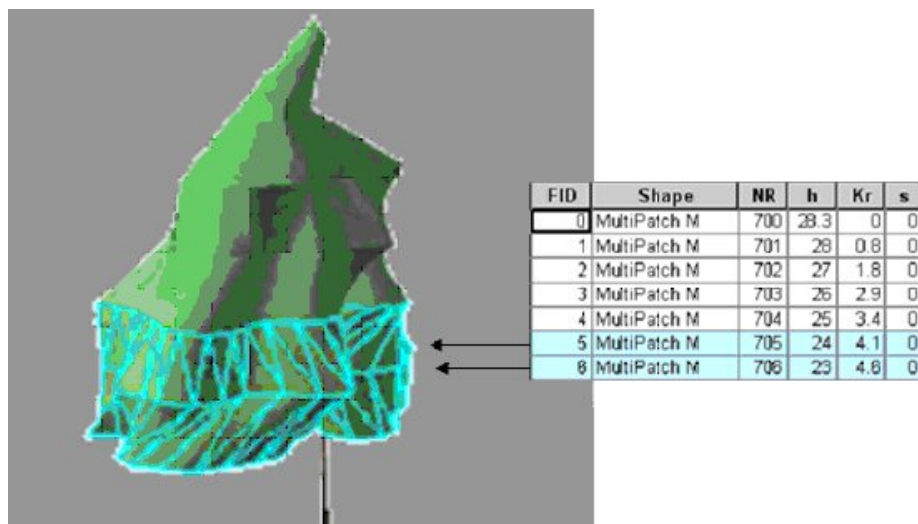 FID Shape NR h Kr s
0 MultiPatch M 700 28.3 0 0
1 MultiPatch M 701 28 0.8 0
2 MultiPatch M 702 27 1.8 0
3 MultiPatch M 703 26 2.9 0
4 MultiPatch M 704 25 3.4 0
5 MultiPatch M 705 24 4.1 0
6 MultiPatch M 706 23 4.6 0